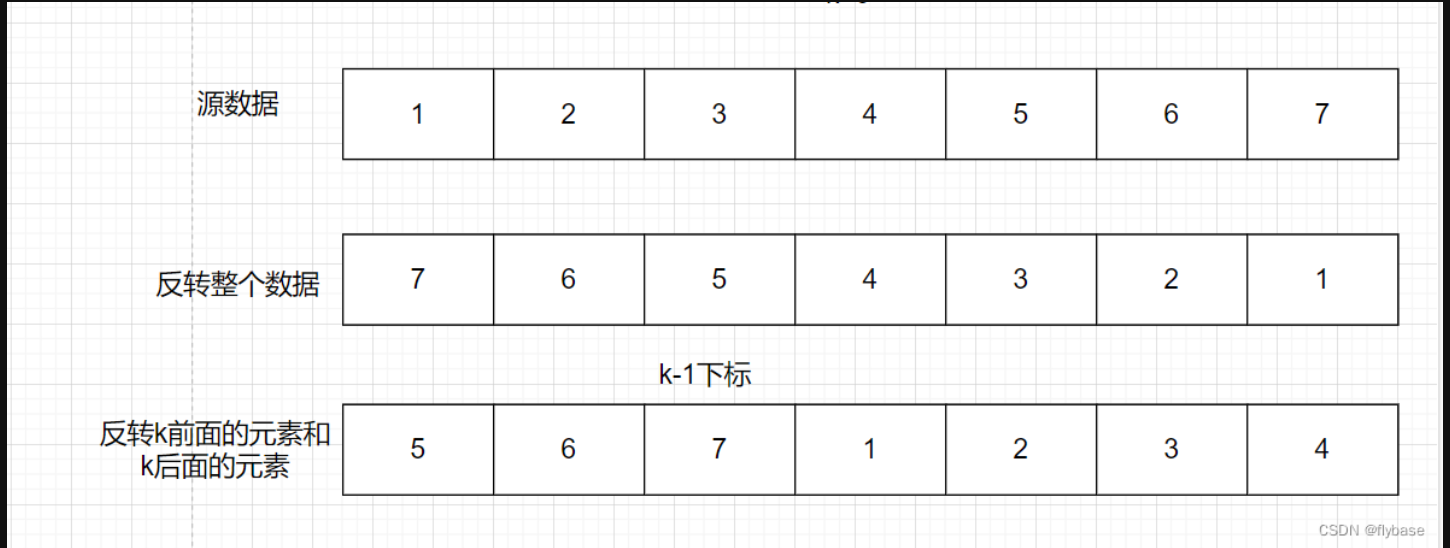 源数据
1 2 3 4 5 6 7
反转整个数据
7 6 5 4 3 2 1
k-1下标
反转k前面的元素和
k后面的元素
5 6 7 1 2 3 4
CSDN @flybase